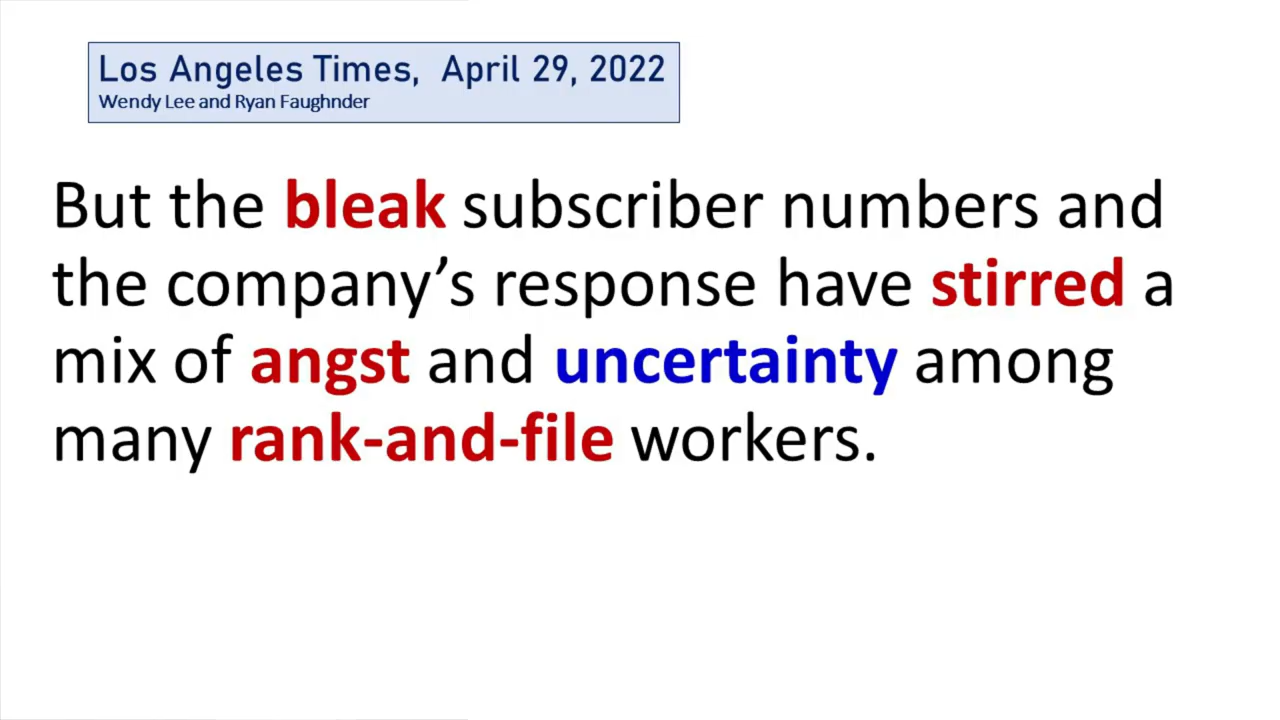 Los Angeles Times,  April 29, 2022
Wendy Lee and Ryan Faughnder
But the bleak subscriber numbers and
the company’s response have stirred a
mix of angst and uncertainty among
many rank-and-file workers.